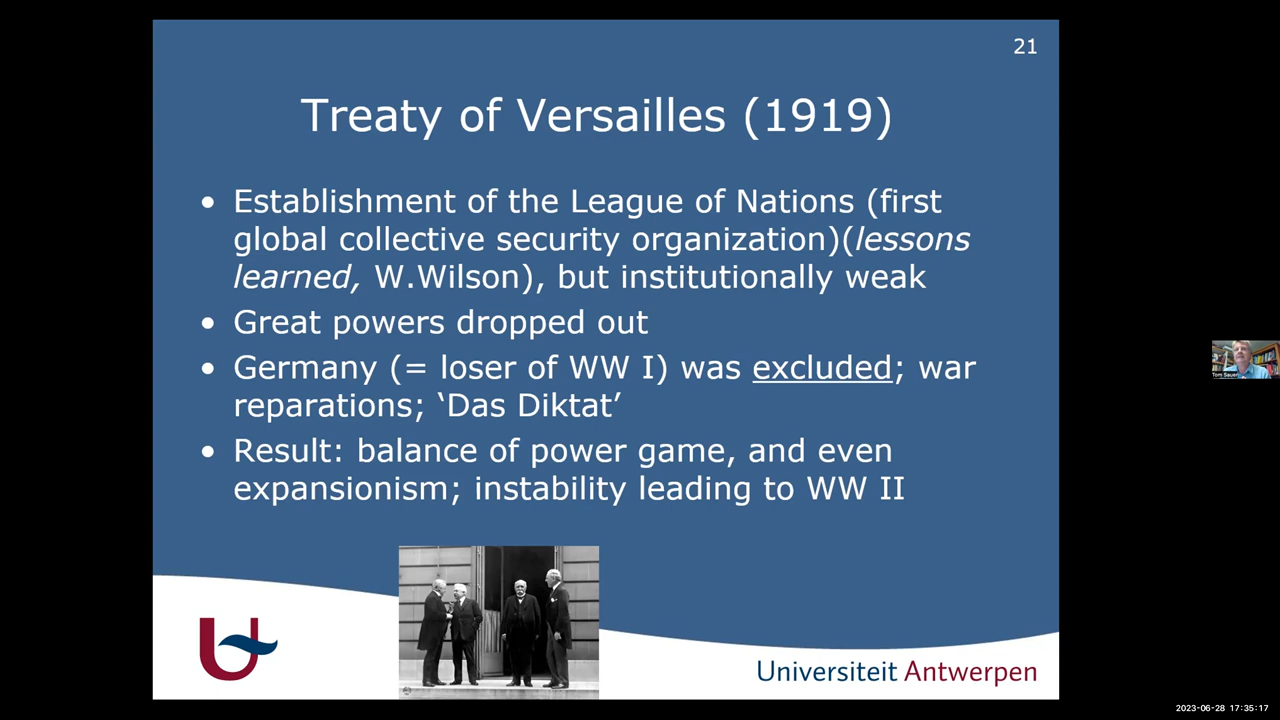 21
Treaty of Versailles (1919)
• Establishment of the League of Nations (first
global collective security organization)(lessons
learned, W.Wilson), but institutionally weak
• Great powers dropped out
• Germany (= loser of WW I) was excluded; war
reparations; ‘Das Diktat’
• Result: balance of power game, and even
expansionism; instability leading to WW II
Universiteit Antwerpen
Tom Sauer
2023-06-28 17:35:17